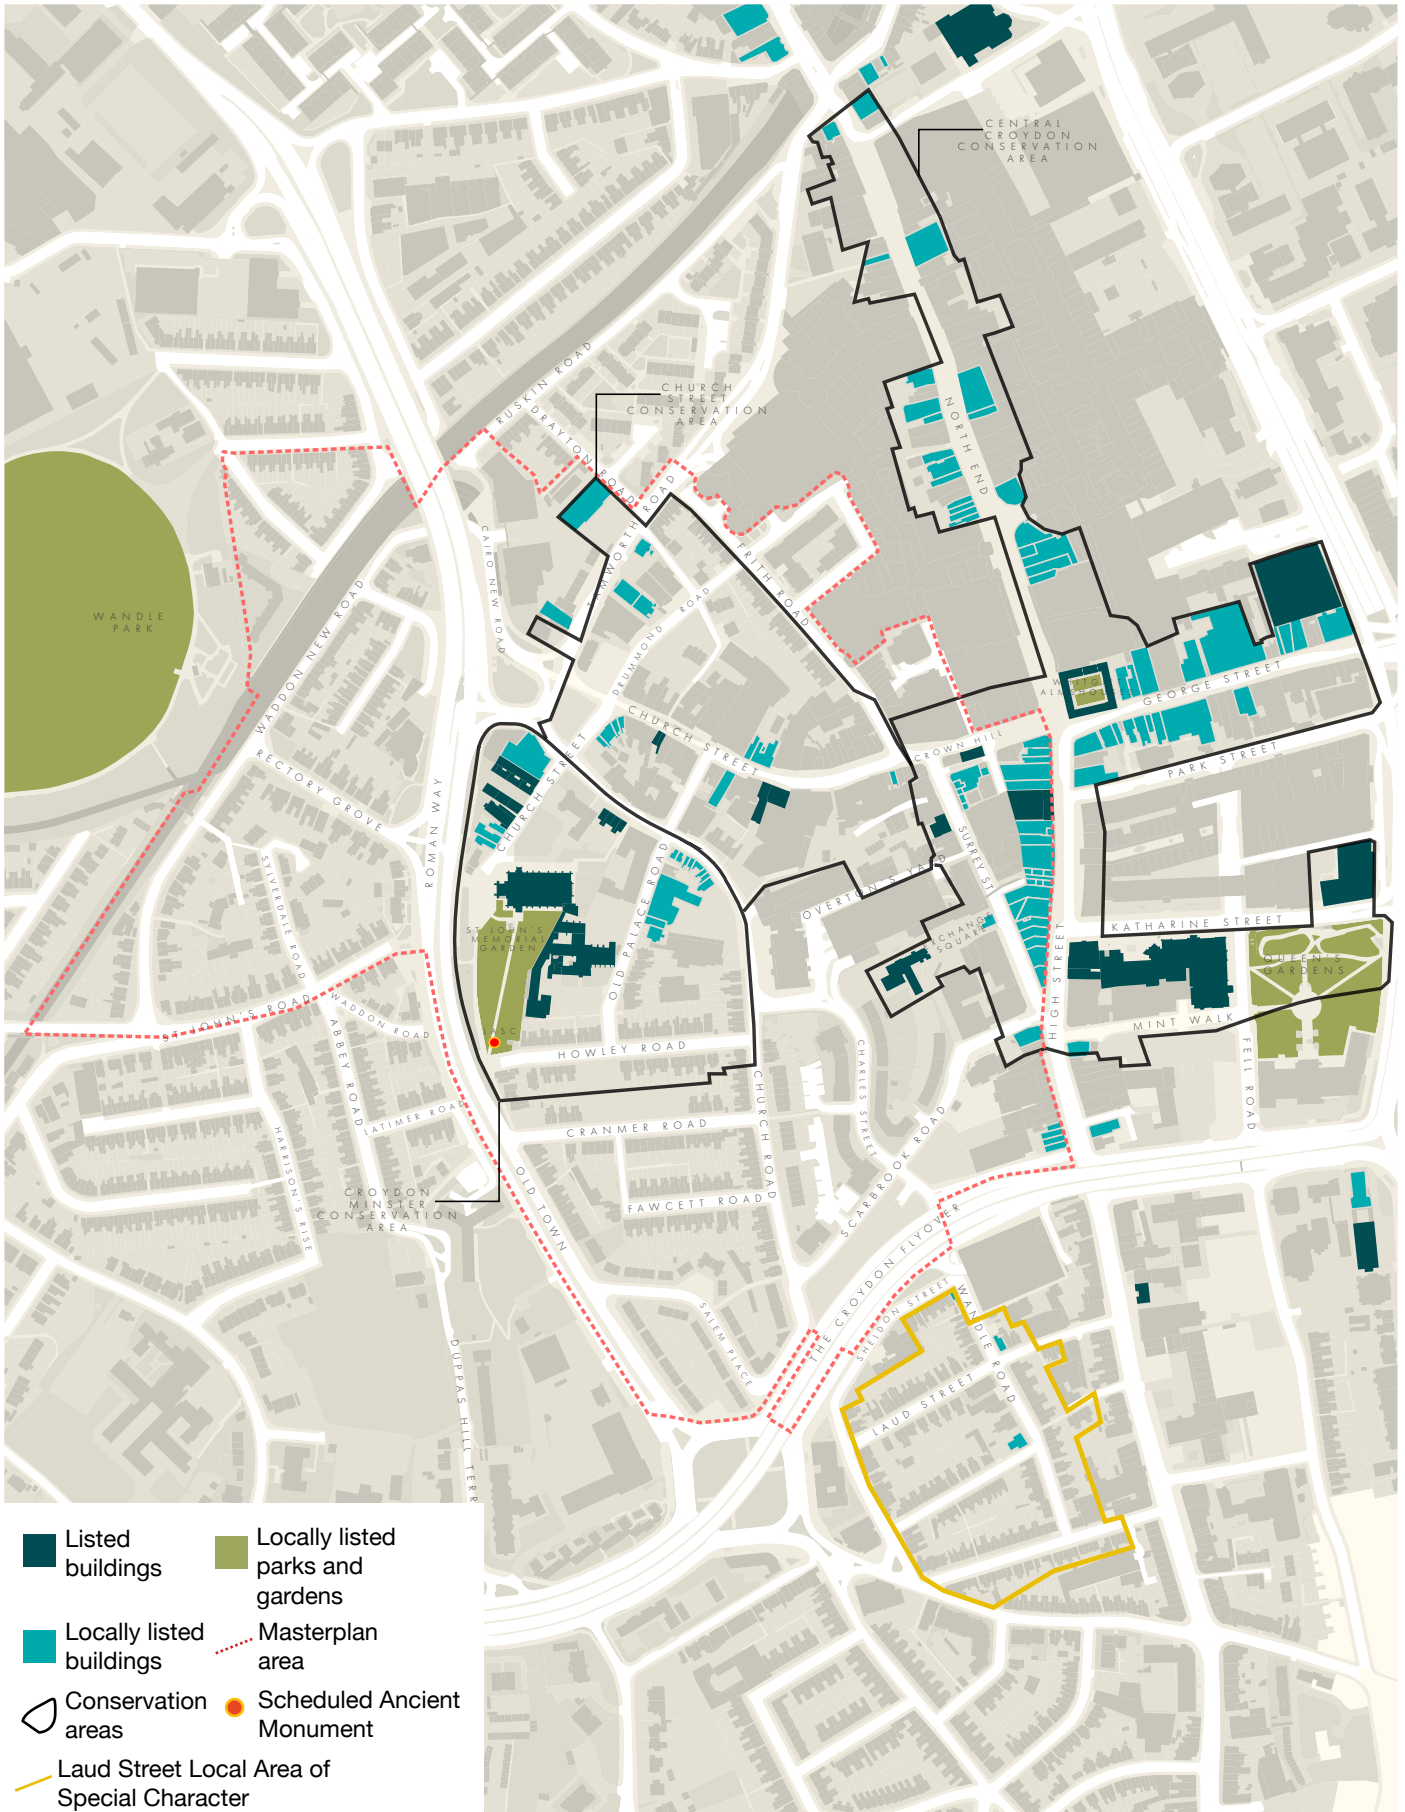 CENTRAL
CROYDON
CONSERVATION
AREA
RUSKIN ROAD
DRAYTON ROAD
CHURCH
STREET
CONSERVATION
AREA
NORTH END
TAMWORTH ROAD
CAIRO NEW ROAD
FRITH ROAD
DRUMMOND ROAD
WANDLE
PARK
WADDON NEW ROAD
GEORGE STREET
CHURCH STREET
CROWN HILL
PARK STREET
RECTORY GROVE
ROMAN WAY
CHURCH STREET
SURREY ST
SYLVERDALE ROAD
OLD PALACE ROAD
OVERTON'S YARD
EXCHANGE
SQUARE
KATHARINE STREET
ST JOHN'S
MEMORIAL
GARDEN
QUEEN'S
GARDENS
HIGH STREET
MINT WALK
ST JOHN'S ROAD
WADDON ROAD
LASC
HOWLEY ROAD
ABBEY ROAD
CHARLES STREET
FELL ROAD
LATIMER ROAD
CHURCH ROAD
CRANMER ROAD
HARRISON'S RISE
OLD TOWN
SCARBROOK ROAD
FAWCETT ROAD
CROYDON
MINSTER
CONSERVATION
AREA
THE CROYDON FLYOVER
SHELDON STREET
WANDLE ROAD
SALEM PLACE
LAUD STREET
DUPPAS HILL TERR
Listed
buildings
Locally listed
parks and
gardens
Locally listed
buildings
Masterplan
area
Conservation
areas
Scheduled Ancient
Monument
Laud Street Local Area of
Special Character